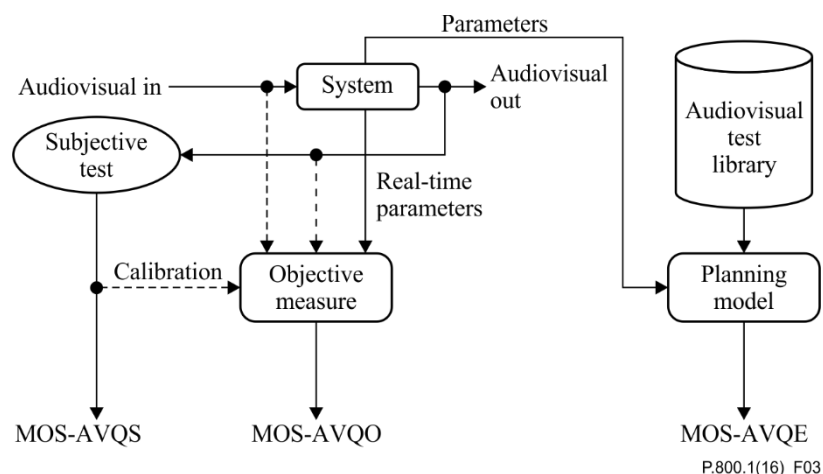 Parameters
Audiovisual in
System
Audiovisual
out
Audiovisual
test
library
Subjective
test
Real-time
parameters
Calibration
Objective
measure
Planning
model
MOS-AVQS
MOS-AVQO
MOS-AVQE
P.800.1(16)_F03